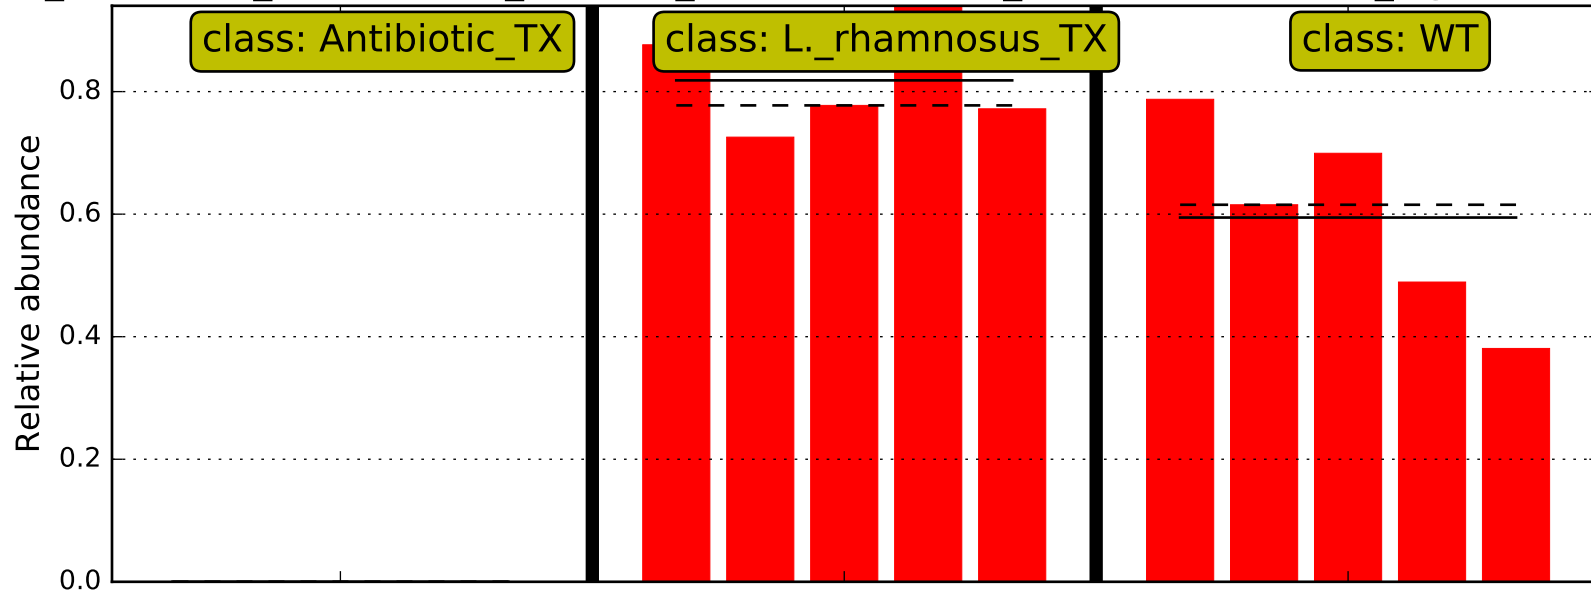 class: Antibiotic_TX
class: L._rhamnosus_TX
class: WT
Relative abundance
0.8
0.6
0.4
0.2
0.0